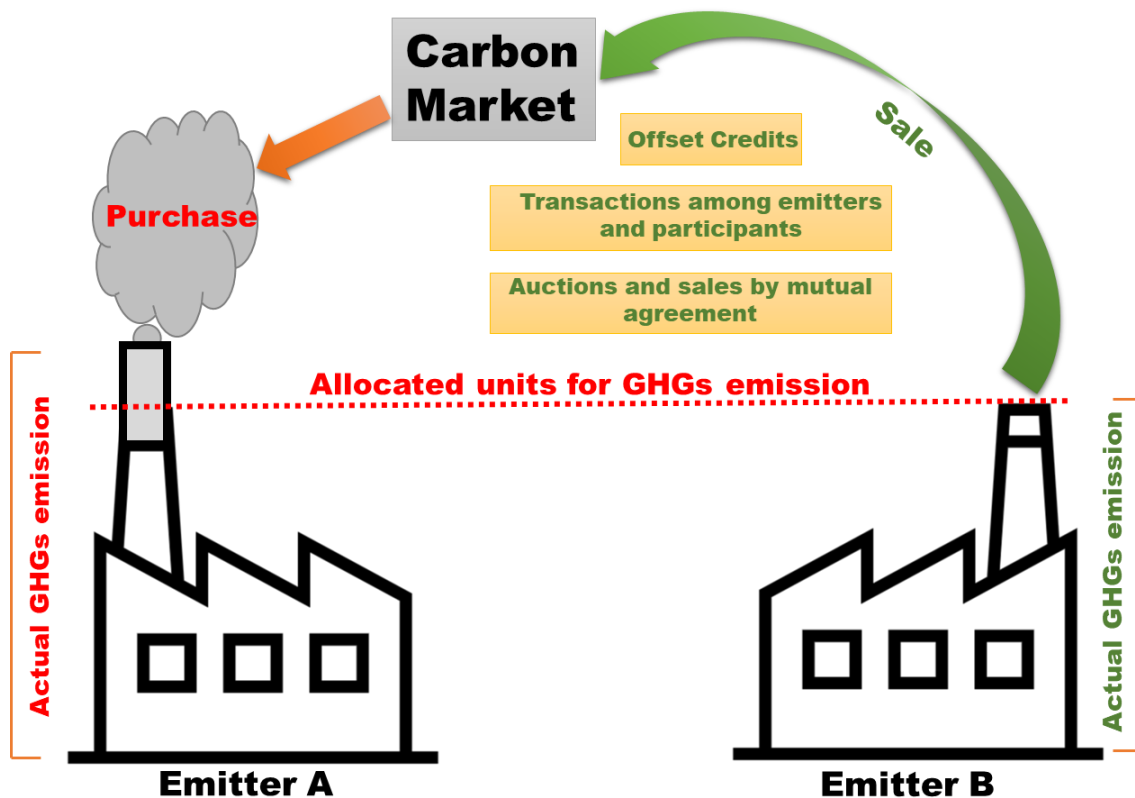 Carbon
Market
Sale
Offset Credits
Purchase
Transactions among emitters
and participants
Auctions and sales by mutual
agreement
Allocated units for GHGs emission
Actual GHGs emission
Actual GHGs emission
Emitter A
Emitter B